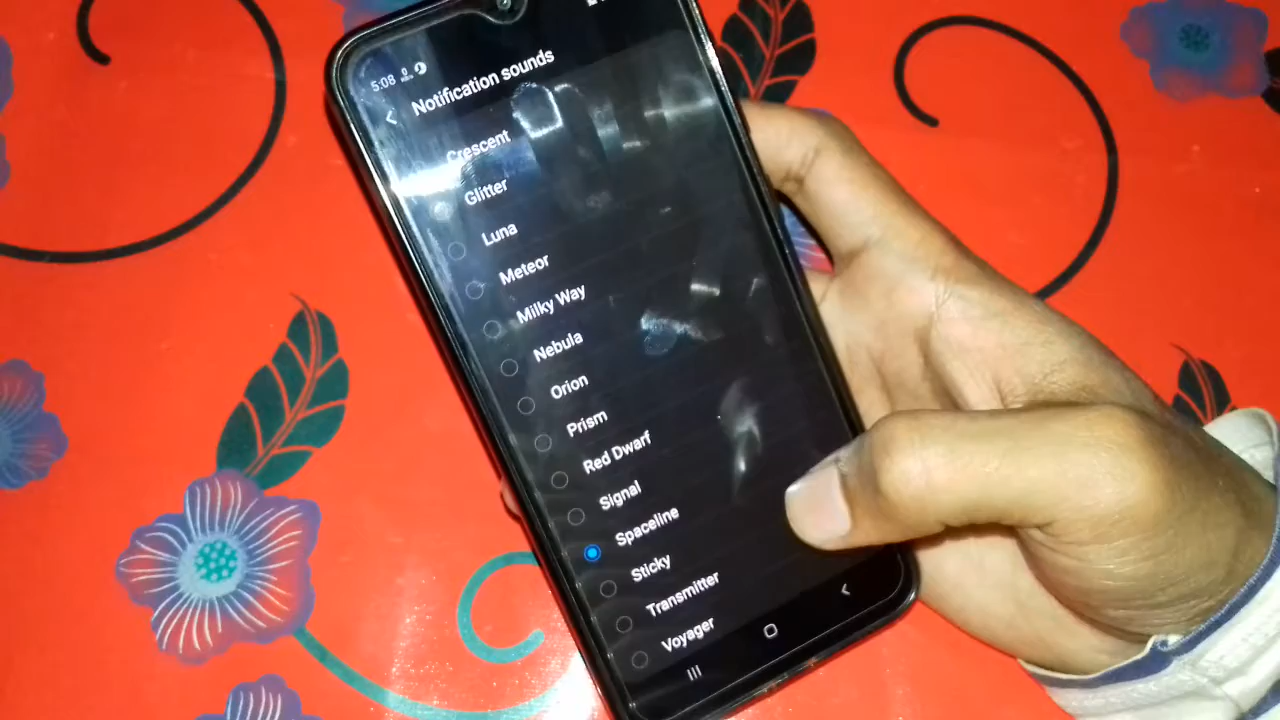 5:08
Notification sounds
Crescent
Glitter
Luna
Meteor
Milky Way
Nebula
Orion
Prism
Red Dwarf
Signal
Spaceline
Sticky
Transmitter
Voyager